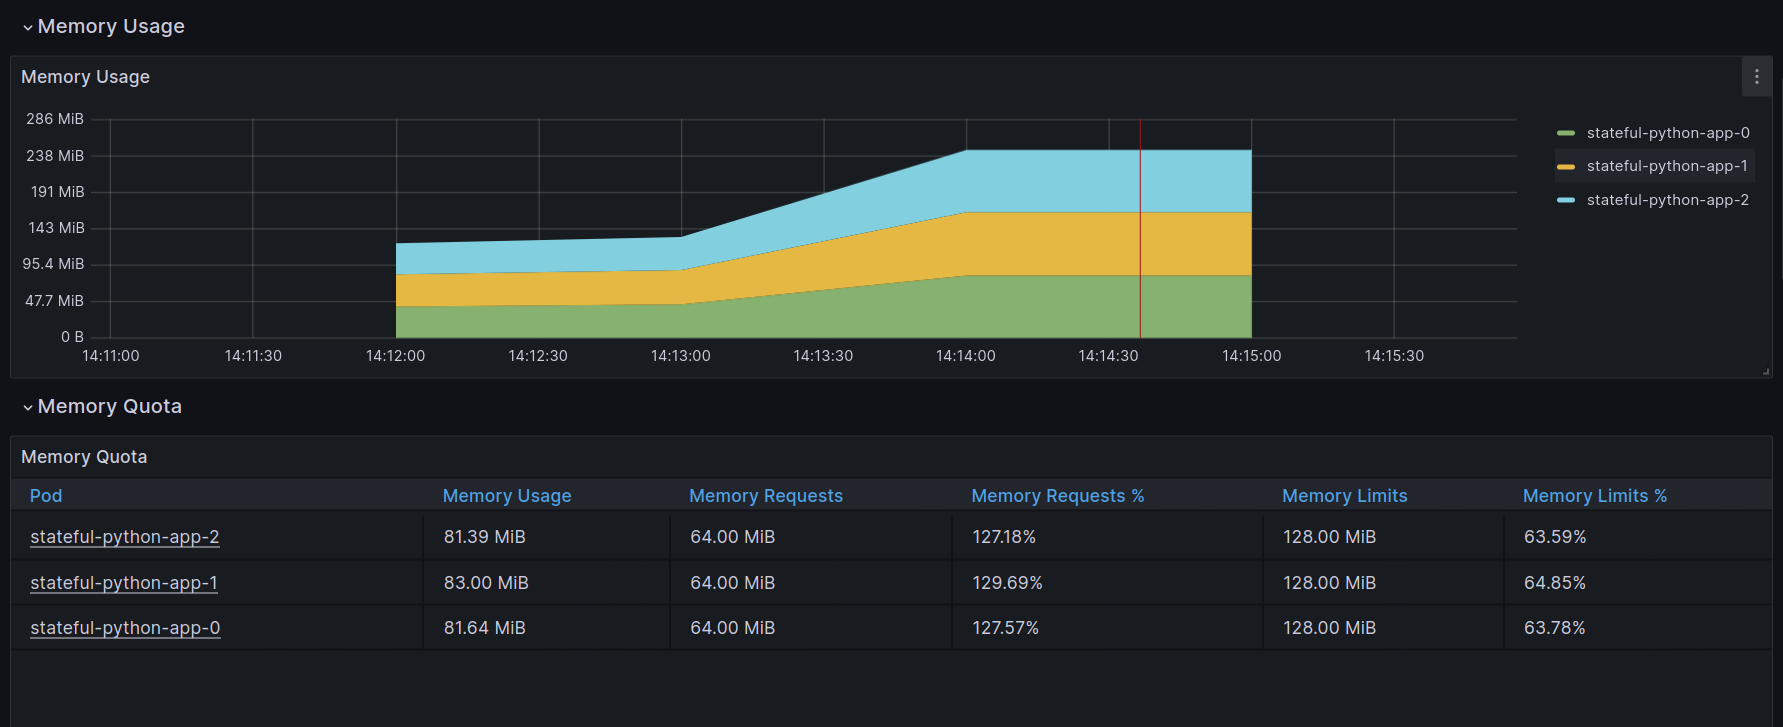 Memory Usage
Memory Usage
286 MiB
238 MiB
191 MiB
143 MiB
95.4 MiB
47.7 MiB
0 B
14:11:00 14:11:30 14:12:00 14:12:30 14:13:00 14:13:30 14:14:00 14:14:30 14:15:00 14:15:30
stateful-python-app-0
stateful-python-app-1
stateful-python-app-2
Memory Quota
Memory Quota
Pod Memory Usage Memory Requests Memory Requests % Memory Limits Memory Limits %
stateful-python-app-2 81.39 MiB 64.00 MiB 127.18% 128.00 MiB 63.59%
stateful-python-app-1 83.00 MiB 64.00 MiB 129.69% 128.00 MiB 64.85%
stateful-python-app-0 81.64 MiB 64.00 MiB 127.57% 128.00 MiB 63.78%